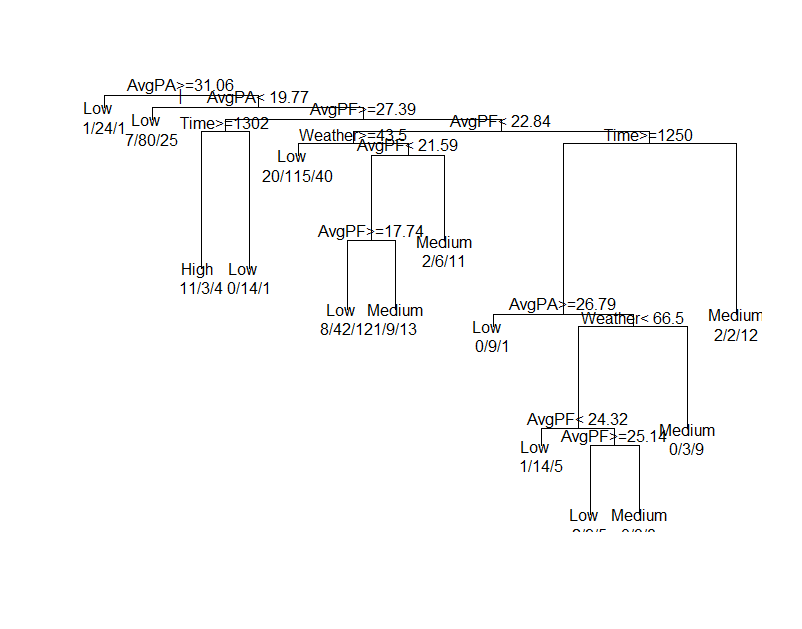 AvgPA>=31.06
AvgPA< 19.77
Low
1/24/1
AvgPF>=27.39
Low
7/80/25
Time>=1302
AvgPF< 22.84
Weather>=43.5
Time>=1250
AvgPF< 21.59
Low
20/115/40
AvgPF>=17.74
Medium
2/6/11
High
11/3/4
Low
0/14/1
Low
8/42/12
Medium
1/9/13
AvgPA>=26.79
Low
0/9/1
Weather< 66.5
Medium
2/2/12
AvgPF< 24.32
Low
1/14/5
AvgPF>=25.14
Medium
0/3/9
Low
Medium